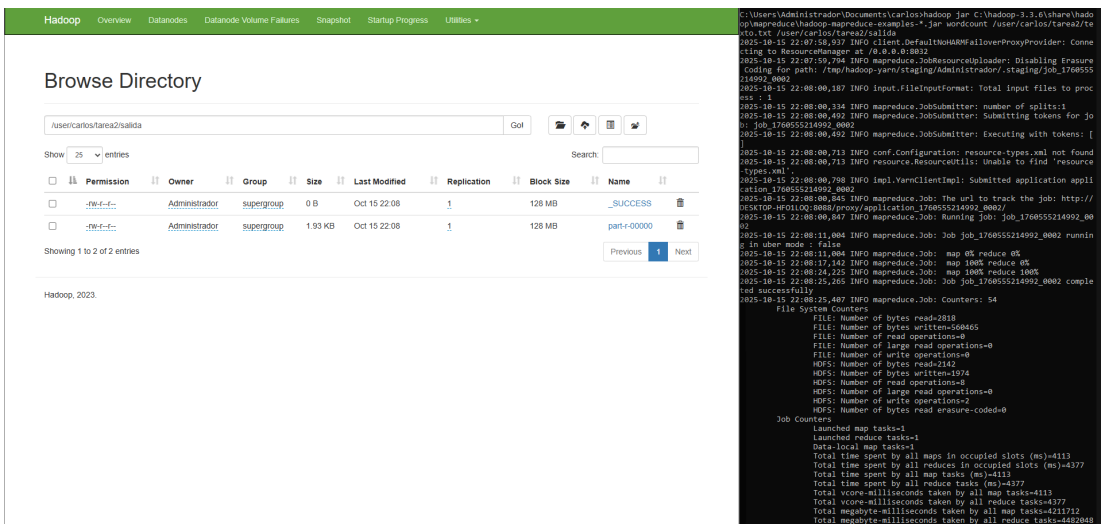 Hadoop Overview Datanodes Datanode Volume Failures Snapshot Startup Progress Utilities
Browse Directory
/user/carlos/tarea2/salida Go!
Show 25 entries Search:
Permission Owner Group Size Last Modified Replication Block Size Name
-rw-r--r-- Administrador supergroup 0 B Oct 15 22:08 1 128 MB _SUCCESS
-rw-r--r-- Administrador supergroup 1.93 KB Oct 15 22:08 1 128 MB part-r-00000
Showing 1 to 2 of 2 entries Previous 1 Next
Hadoop, 2023.
C:\Users\Administrador\Documents\carlos>hadoop jar C:\hadoop-3.3.6\share\hado
op\mapreduce\hadoop-mapreduce-examples-*.jar wordcount /user/carlos/tarea2/te
xto.txt /user/carlos/tarea2/salida
2025-10-15 22:07:58,937 INFO client.DefaultNoHARMFailoverProxyProvider: Conne
cting to ResourceManager at /0.0.0.0:8032
2025-10-15 22:07:59,794 INFO mapreduce.JobResourceUploader: Disabling Erasure
 Coding for path: /tmp/hadoop-yarn/staging/Administrador/.staging/job_1760555
214992_0002
2025-10-15 22:08:00,187 INFO input.FileInputFormat: Total input files to proc
ess : 1
2025-10-15 22:08:00,334 INFO mapreduce.JobSubmitter: number of splits:1
2025-10-15 22:08:00,492 INFO mapreduce.JobSubmitter: Submitting tokens for jo
b: job_1760555214992_0002
2025-10-15 22:08:00,492 INFO mapreduce.JobSubmitter: Executing with tokens: [
]
2025-10-15 22:08:00,713 INFO conf.Configuration: resource-types.xml not found
2025-10-15 22:08:00,713 INFO resource.ResourceUtils: Unable to find 'resource
-types.xml'.
2025-10-15 22:08:00,798 INFO impl.YarnClientImpl: Submitted application appli
cation_1760555214992_0002
2025-10-15 22:08:00,845 INFO mapreduce.Job: The url to track the job: http://
DESKTOP-HFO1LOQ:8088/proxy/application_1760555214992_0002/
2025-10-15 22:08:00,847 INFO mapreduce.Job: Running job: job_1760555214992_00
02
2025-10-15 22:08:11,004 INFO mapreduce.Job: Job job_1760555214992_0002 runnin
g in uber mode : false
2025-10-15 22:08:11,004 INFO mapreduce.Job:  map 0% reduce 0%
2025-10-15 22:08:17,142 INFO mapreduce.Job:  map 100% reduce 0%
2025-10-15 22:08:24,225 INFO mapreduce.Job:  map 100% reduce 100%
2025-10-15 22:08:25,265 INFO mapreduce.Job: Job job_1760555214992_0002 comple
ted successfully
2025-10-15 22:08:25,407 INFO mapreduce.Job: Counters: 54
File System Counters
FILE: Number of bytes read=2818
FILE: Number of bytes written=560465
FILE: Number of read operations=0
FILE: Number of large read operations=0
FILE: Number of write operations=0
HDFS: Number of bytes read=2142
HDFS: Number of bytes written=1974
HDFS: Number of read operations=8
HDFS: Number of large read operations=0
HDFS: Number of write operations=2
HDFS: Number of bytes read erasure-coded=0
Job Counters
Launched map tasks=1
Launched reduce tasks=1
Data-local map tasks=1
Total time spent by all maps in occupied slots (ms)=4113
Total time spent by all reduces in occupied slots (ms)=4377
Total time spent by all map tasks (ms)=4113
Total time spent by all reduce tasks (ms)=4377
Total vcore-milliseconds taken by all map tasks=4113
Total vcore-milliseconds taken by all reduce tasks=4377
Total megabyte-milliseconds taken by all map tasks=4211712
Total megabyte-milliseconds taken by all reduce tasks=4482048